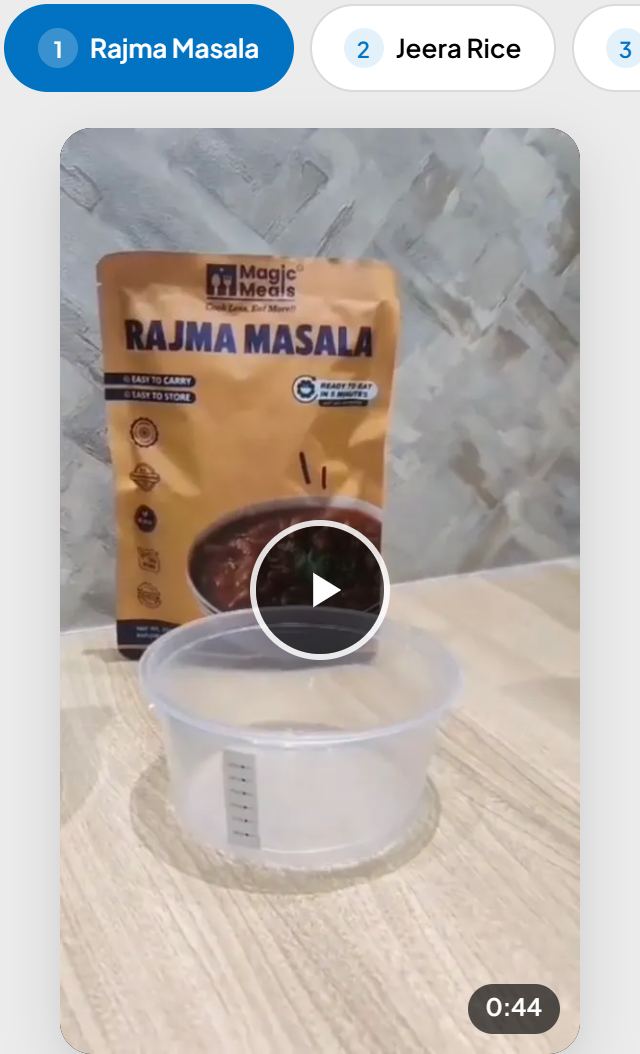 1 Rajma Masala
2 Jeera Rice
3
Magic
Meals
Cook Less, Eat More!!
RAJMA MASALA
EASY TO CARRY
EASY TO STORE
READY TO EAT
IN 5 MINUTES
0:44